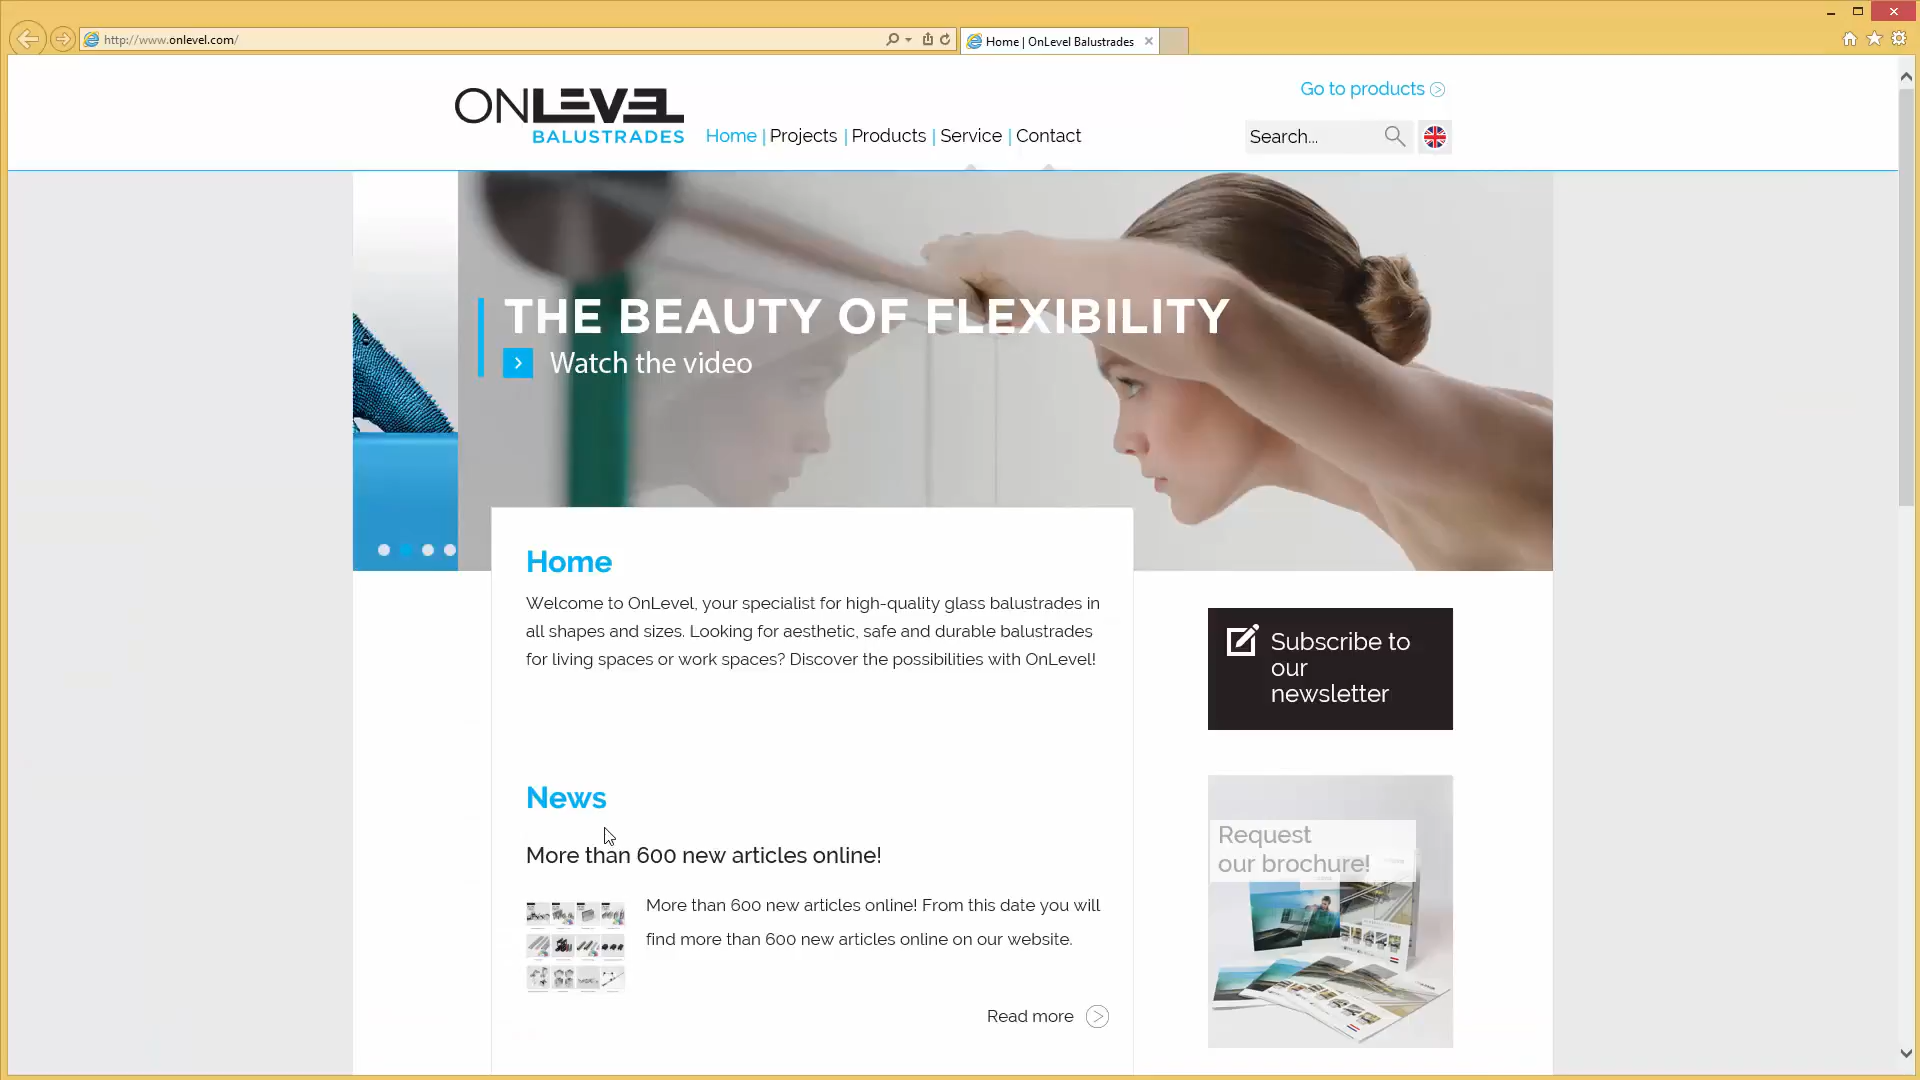 http://www.onlevel.com/
Home | OnLevel Balustrades
Go to products
ONLEVEL
BALUSTRADES
Home | Projects | Products | Service | Contact
Search...
THE BEAUTY OF FLEXIBILITY
Watch the video
Home
Welcome to OnLevel, your specialist for high-quality glass balustrades in
all shapes and sizes. Looking for aesthetic, safe and durable balustrades
for living spaces or work spaces? Discover the possibilities with OnLevel!
Subscribe to
our
newsletter
News
More than 600 new articles online!
More than 600 new articles online! From this date you will
find more than 600 new articles online on our website.
Read more
Request
our brochure!